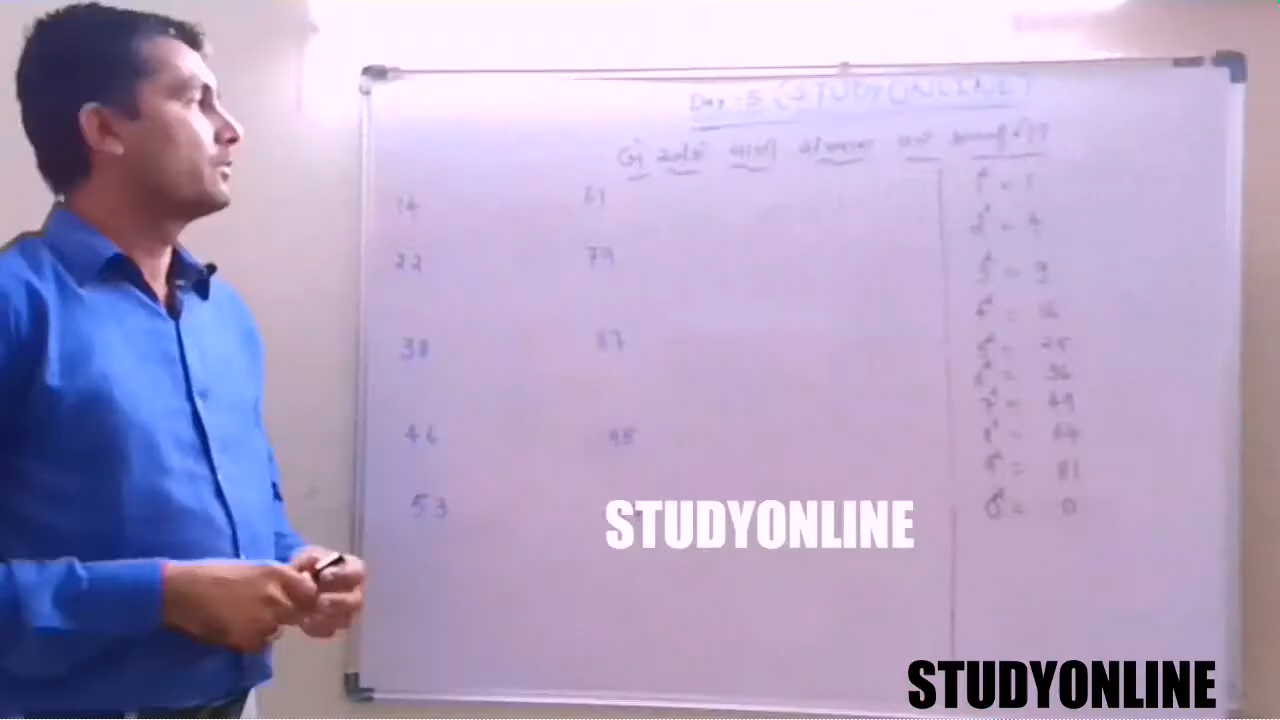 Day : 5 (STUDYONLINE)
બે અંકો વાળી સંખ્યાના વર્ગ
14 61
22 79
38 87
46 95
53
1² = 1
2² = 4
3² = 9
4² = 16
5² = 25
6² = 36
7² = 49
8² = 64
9² = 81
0² = 0
STUDYONLINE
STUDYONLINE